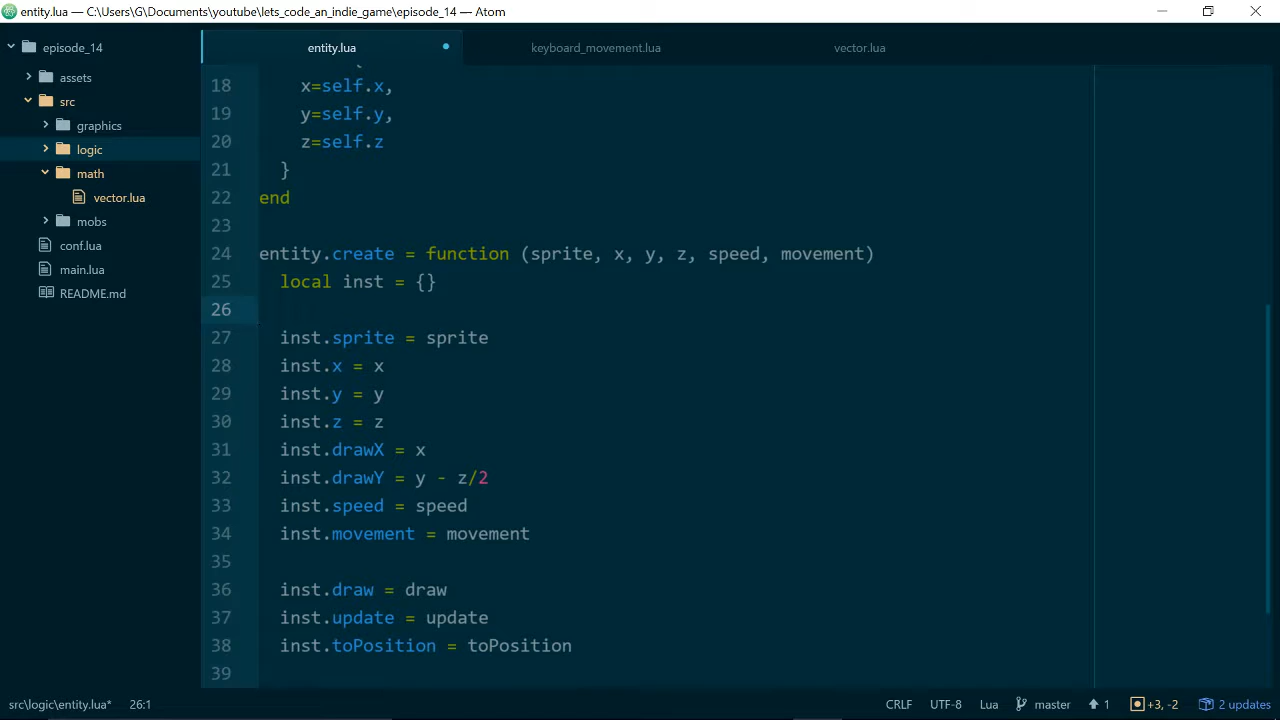 entity.lua — C:\Users\G\Documents\youtube\lets_code_an_indie_game\episode_14 — Atom
episode_14
assets
src
graphics
logic
math
vector.lua
mobs
conf.lua
main.lua
README.md
entity.lua
keyboard_movement.lua
vector.lua
18 x=self.x,
19 y=self.y,
20 z=self.z
21 }
22 end
23
24 entity.create = function (sprite, x, y, z, speed, movement)
25 local inst = {}
26
27 inst.sprite = sprite
28 inst.x = x
29 inst.y = y
30 inst.z = z
31 inst.drawX = x
32 inst.drawY = y - z/2
33 inst.speed = speed
34 inst.movement = movement
35
36 inst.draw = draw
37 inst.update = update
38 inst.toPosition = toPosition
39
src\logic\entity.lua* 26:1 CRLF UTF-8 Lua master 1 +3, -2 2 updates